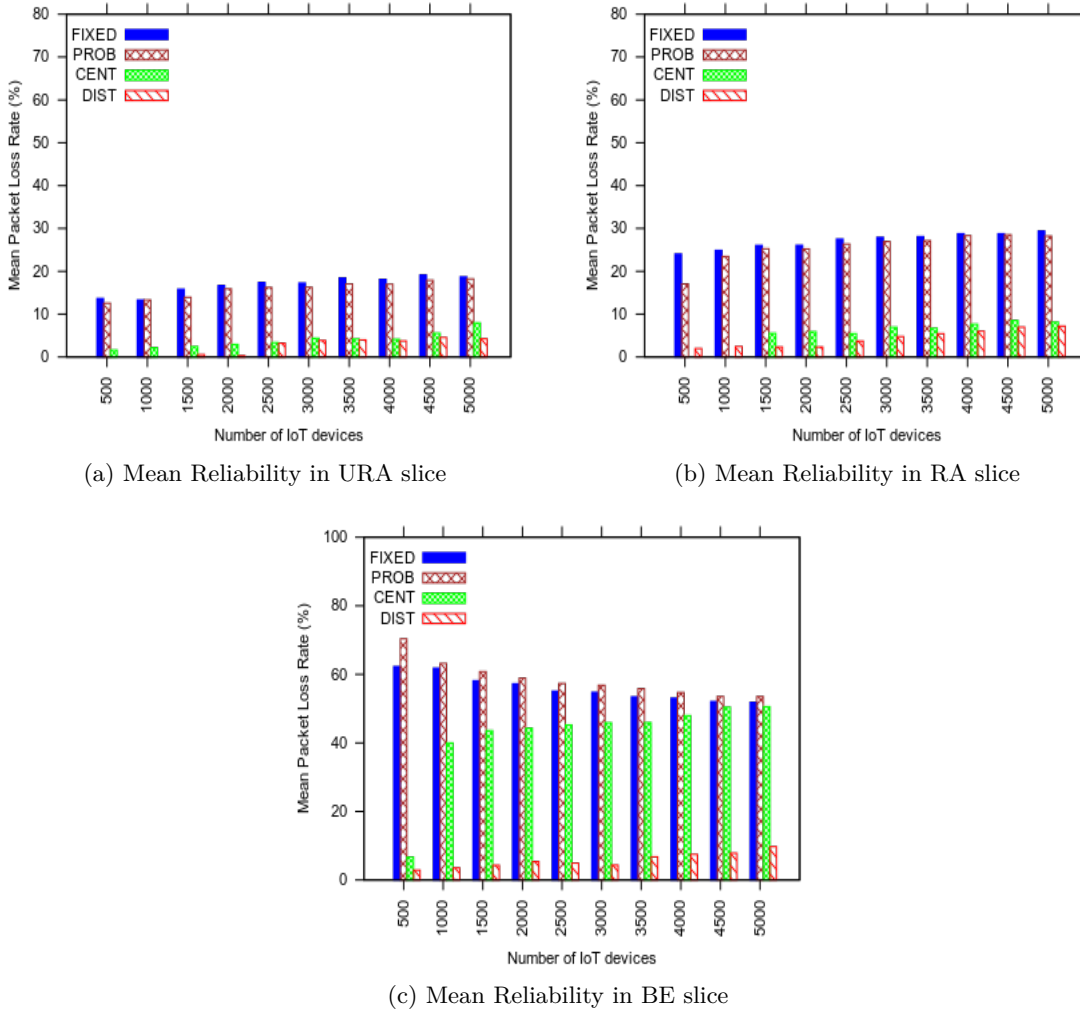 80
70
60
50
40
30
20
10
0
Mean Packet Loss Rate (%)
FIXED
PROB
CENT
DIST
500
1000
1500
2000
2500
3000
3500
4000
4500
5000
Number of IoT devices
(a) Mean Reliability in URA slice
80
70
60
50
40
30
20
10
0
Mean Packet Loss Rate (%)
FIXED
PROB
CENT
DIST
500
1000
1500
2000
2500
3000
3500
4000
4500
5000
Number of IoT devices
(b) Mean Reliability in RA slice
100
80
60
40
20
0
Mean Packet Loss Rate (%)
FIXED
PROB
CENT
DIST
500
1000
1500
2000
2500
3000
3500
4000
4500
5000
Number of IoT devices
(c) Mean Reliability in BE slice